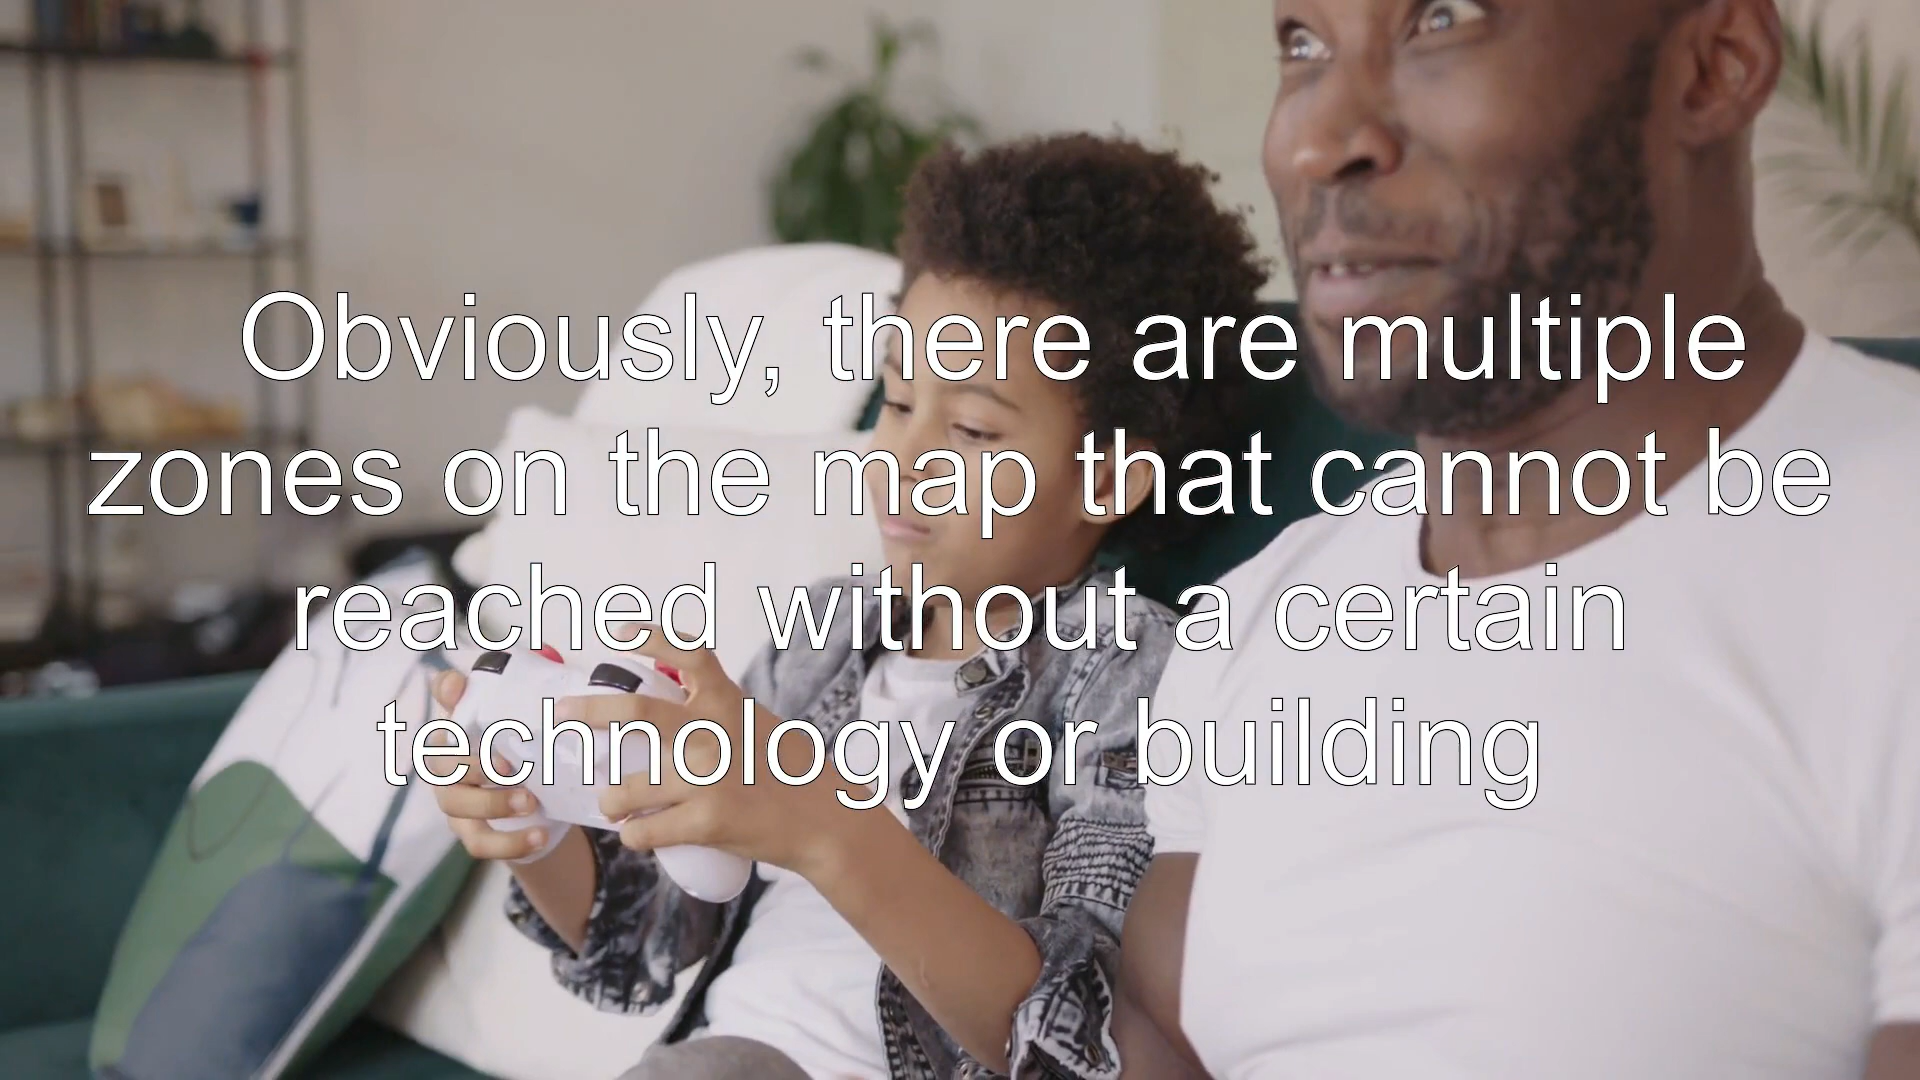 Obviously, there are multiple
zones on the map that cannot be
reached without a certain
technology or building